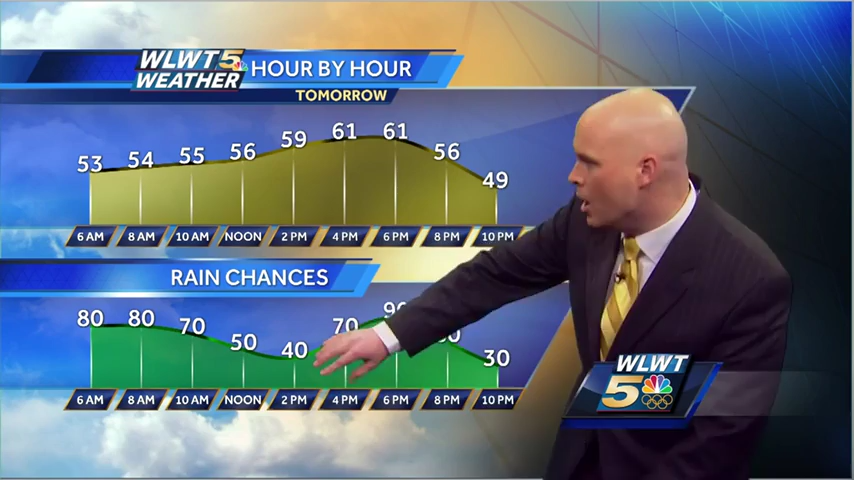 WLWT 5
WEATHER
HOUR BY HOUR
TOMORROW
53 54 55 56 59 61 61 56 49
6 AM 8 AM 10 AM NOON 2 PM 4 PM 6 PM 8 PM 10 PM
RAIN CHANCES
80 80 70 50 40 70 30
6 AM 8 AM 10 AM NOON 2 PM 4 PM 6 PM 8 PM 10 PM
WLWT
5